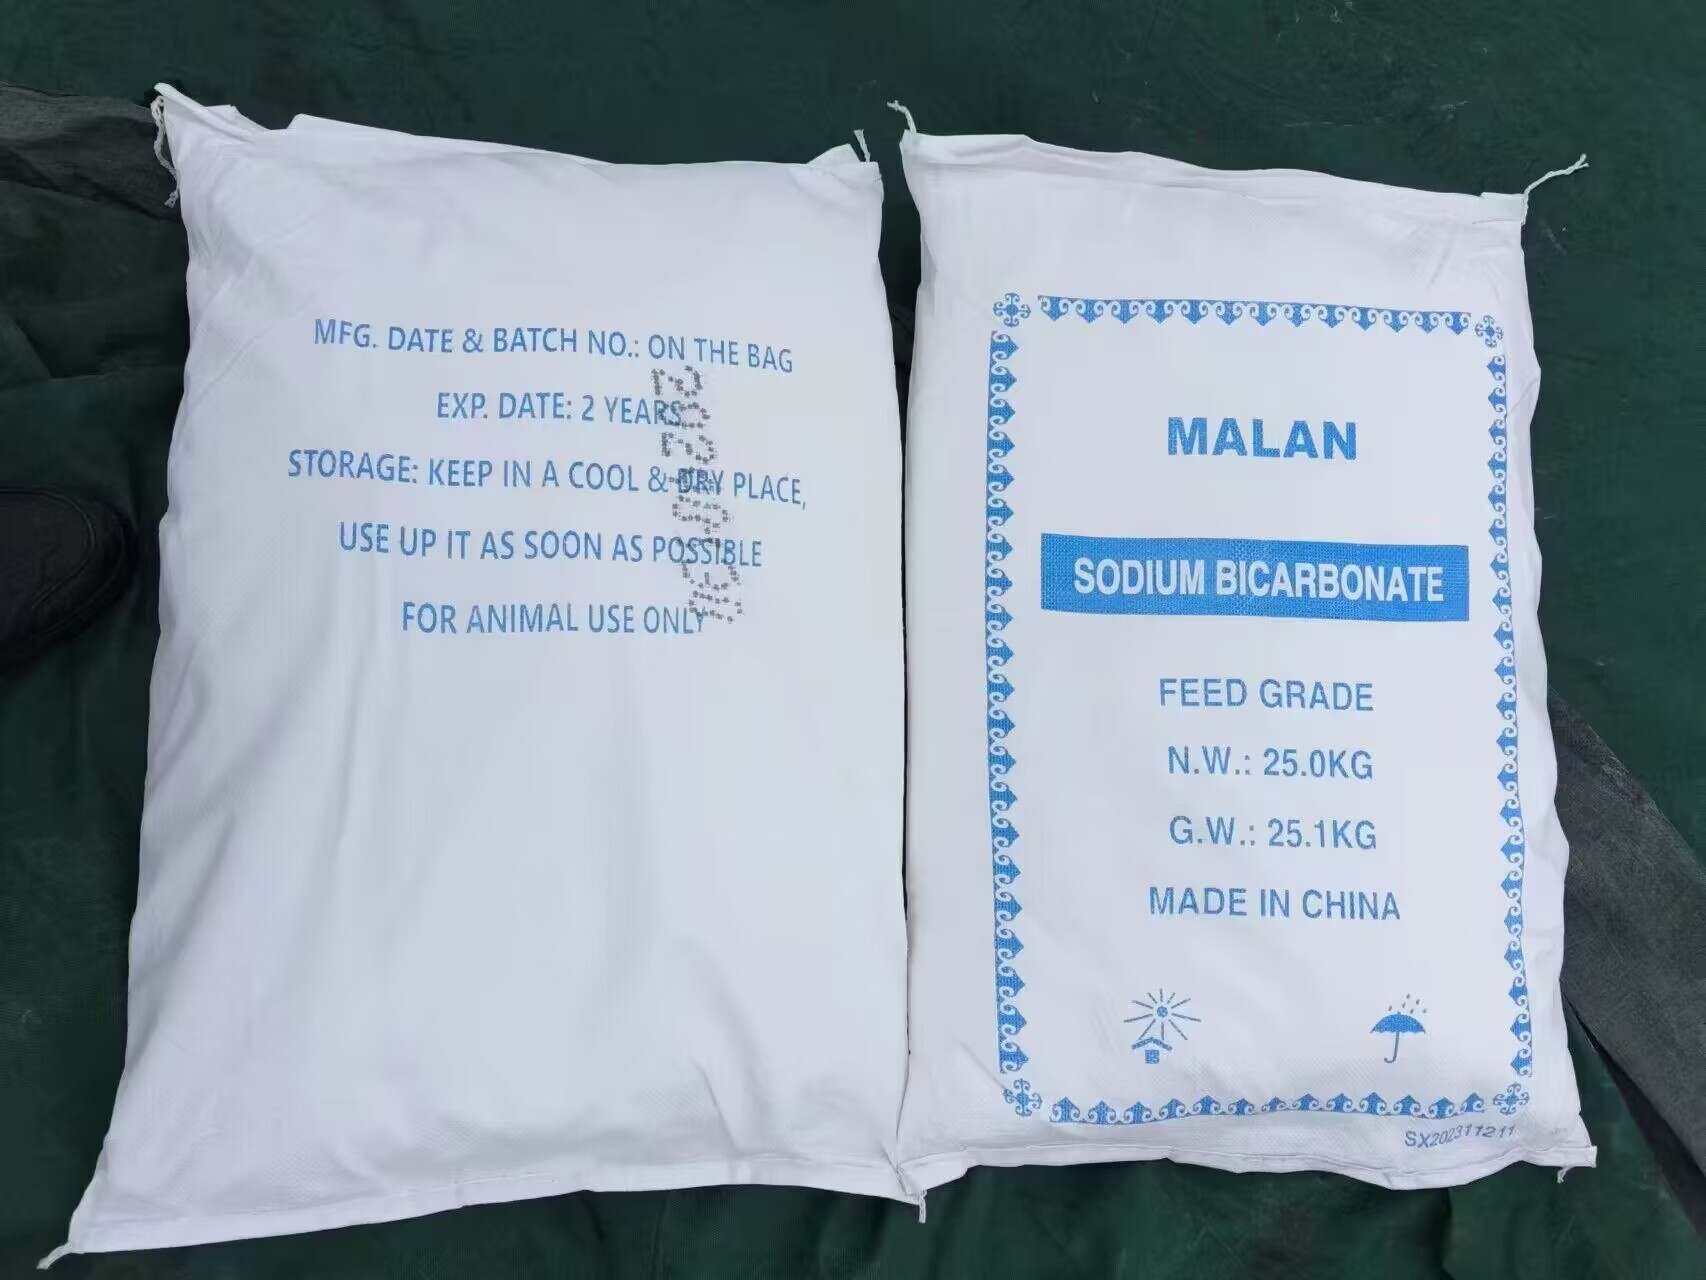 MFG. DATE & BATCH NO.: ON THE BAG
EXP. DATE: 2 YEARS
STORAGE: KEEP IN A COOL & DRY PLACE,
USE UP IT AS SOON AS POSSIBLE
FOR ANIMAL USE ONLY
MALAN
SODIUM BICARBONATE
FEED GRADE
N.W.: 25.0KG
G.W.: 25.1KG
MADE IN CHINA
SX202311211